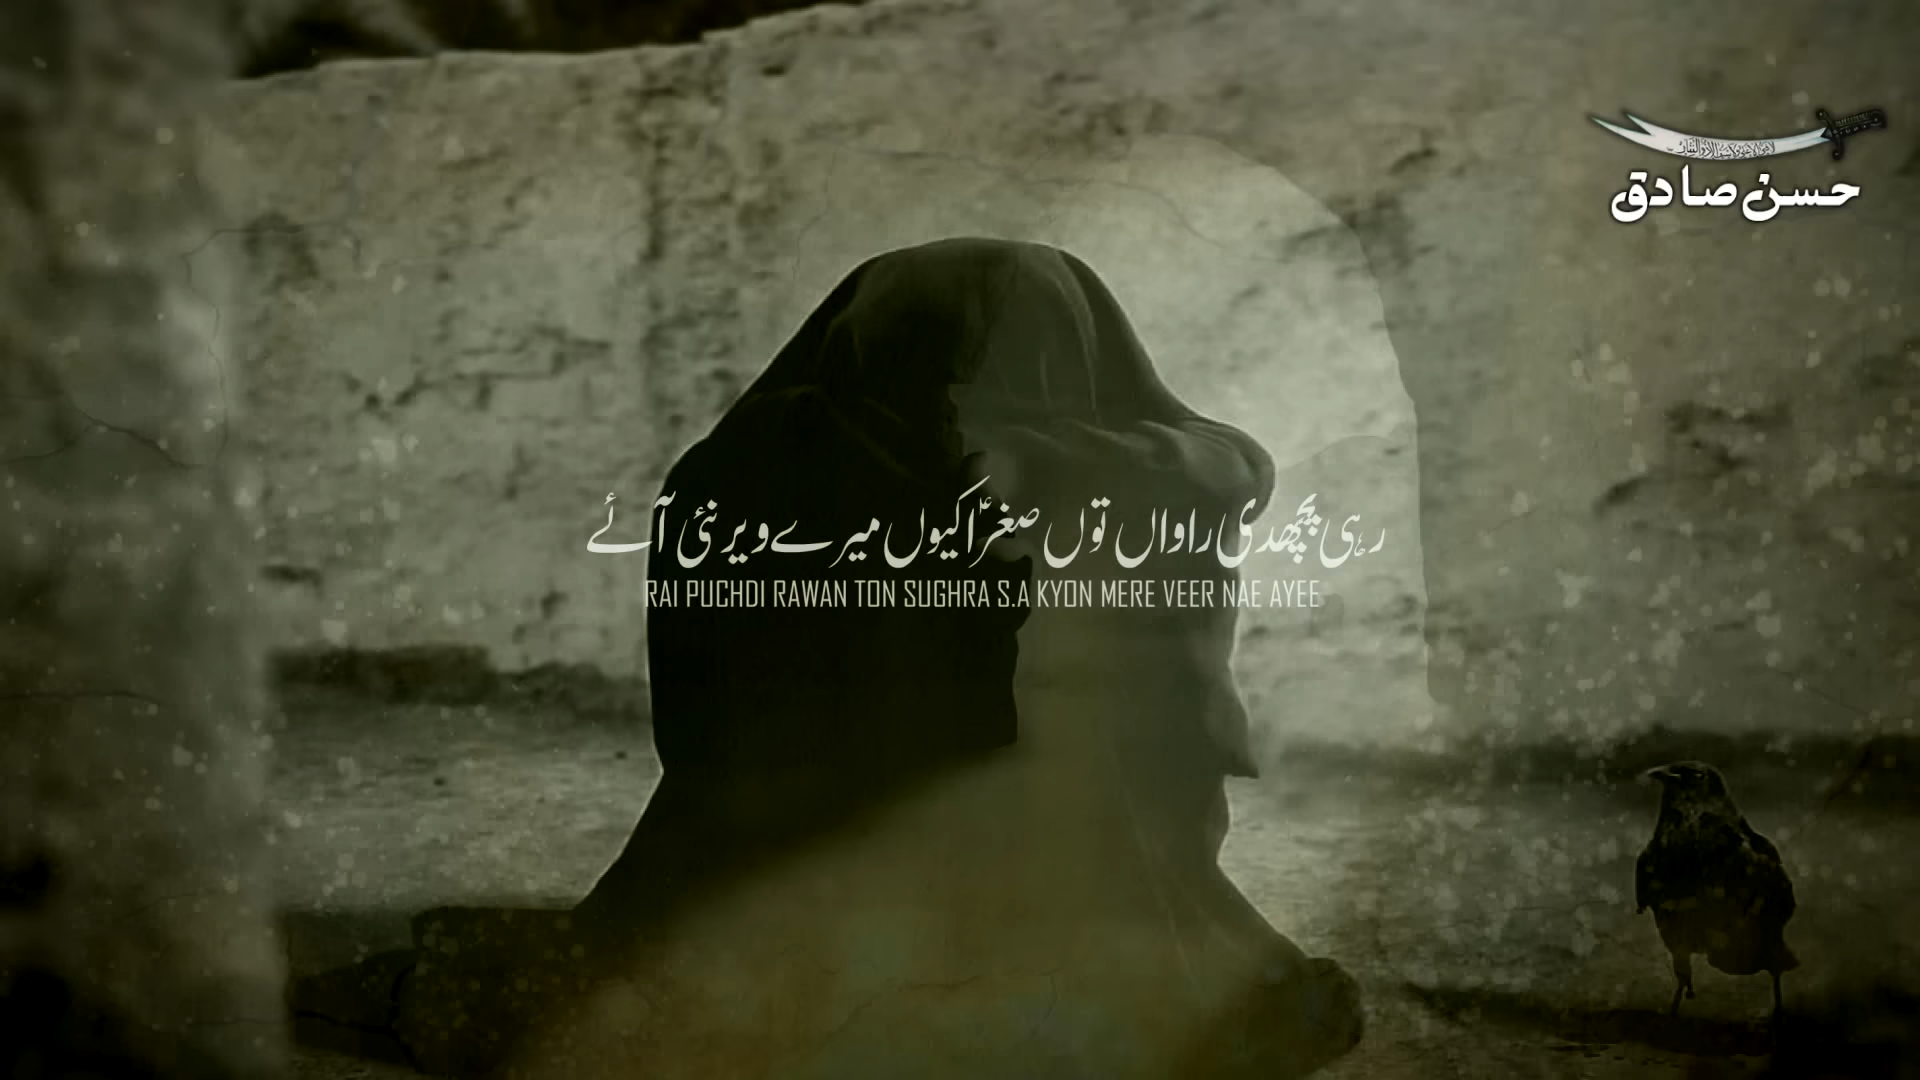 حسن صادق
رہی پچھدی راواں توں صغراؑ کیوں میرے ویر نئی آئے
RAI PUCHDI RAWAN TON SUGHRA S.A KYON MERE VEER NAE AYEE